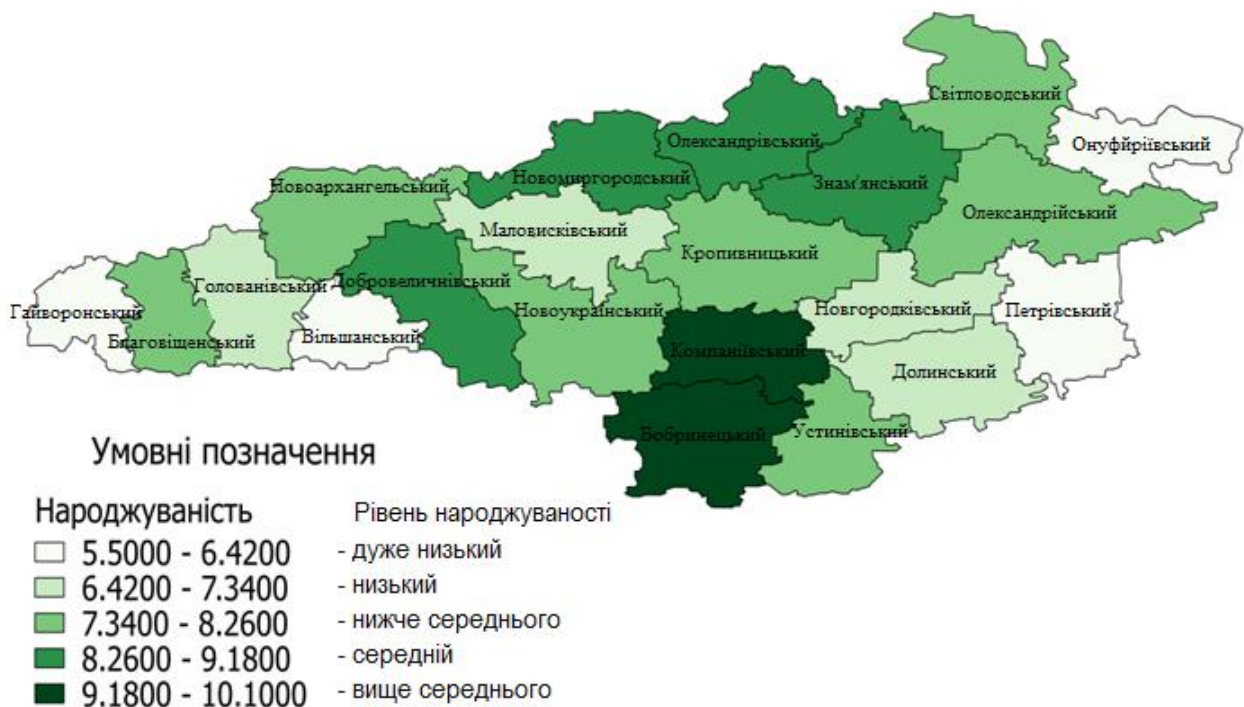 Світловодський
Онуфйріївський
Олександрівський
Новомиргородський
Знам'янський
Новоархангельський
Олександрійський
Маловисківський
Кропивницький
Голованівський
Добровеличнівський
Гайворонський
Новоукраїнський
Новгородківський
Петрівський
Вільшанський
Благовіщенський
Компаніївський
Долинський
Бобринецький
Устинівський
Умовні позначення
Народжуваність Рівень народжуваності
5.5000 - 6.4200 - дуже низький
6.4200 - 7.3400 - низький
7.3400 - 8.2600 - нижче середнього
8.2600 - 9.1800 - середній
9.1800 - 10.1000 - вище середнього